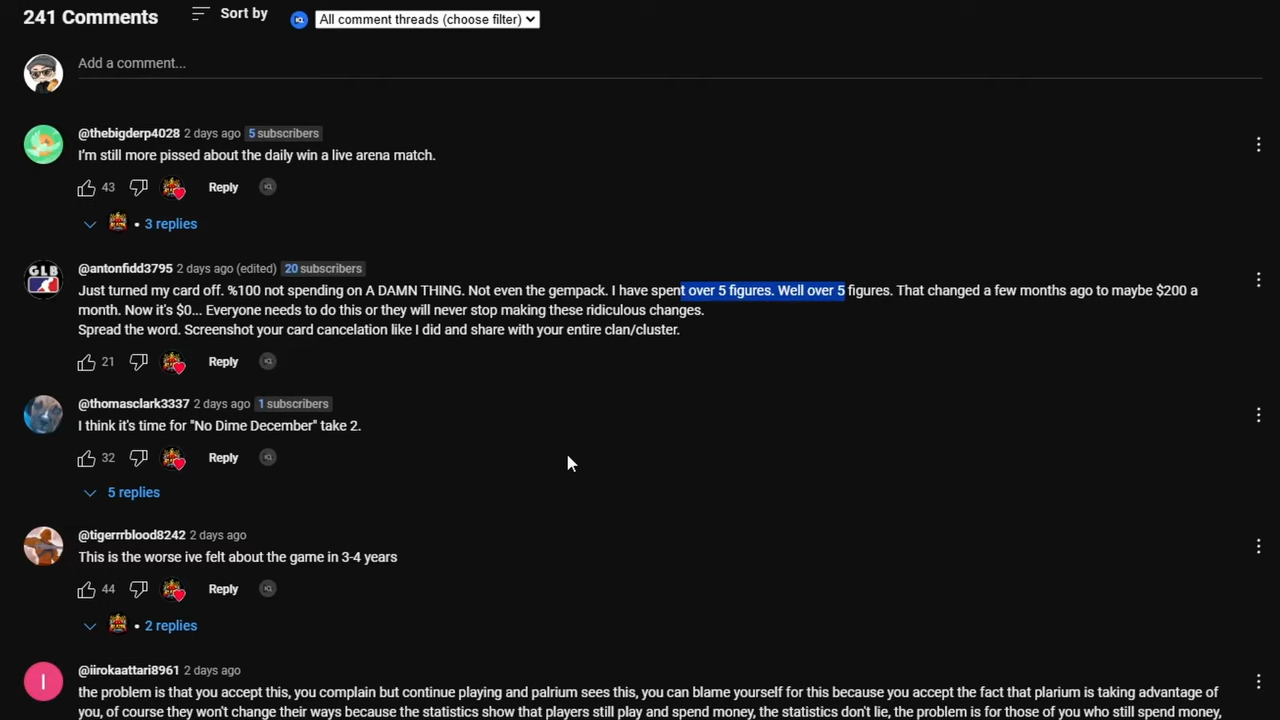 241 Comments
Sort by
All comment threads (choose filter)
Add a comment...
@thebigderp4028 2 days ago 5 subscribers
I'm still more pissed about the daily win a live arena match.
43 Reply
• 3 replies
GLB
@antonfidd3795 2 days ago (edited) 20 subscribers
Just turned my card off. %100 not spending on A DAMN THING. Not even the gempack. I have spent over 5 figures. Well over 5 figures. That changed a few months ago to maybe $200 a
month. Now it's $0... Everyone needs to do this or they will never stop making these ridiculous changes.
Spread the word. Screenshot your card cancelation like I did and share with your entire clan/cluster.
21 Reply
@thomasclark3337 2 days ago 1 subscribers
I think it's time for "No Dime December" take 2.
32 Reply
5 replies
@tigerrrblood8242 2 days ago
This is the worse ive felt about the game in 3-4 years
44 Reply
• 2 replies
I
@iirokaattari8961 2 days ago
the problem is that you accept this, you complain but continue playing and palrium sees this, you can blame yourself for this because you accept the fact that plarium is taking advantage of
you, of course they won't change their ways because the statistics show that players still play and spend money, the statistics don't lie, the problem is for those of you who still spend money,